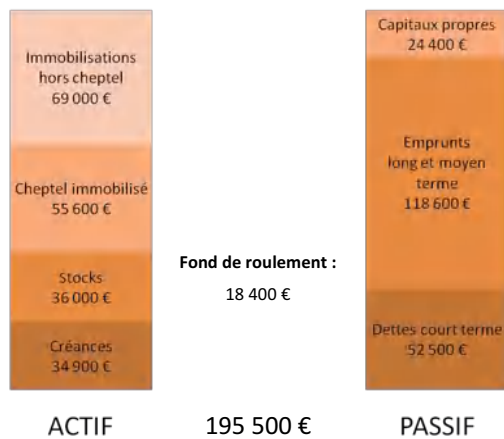 Immobilisations
hors cheptel
69 000 €
Cheptel immobilisé
55 600 €
Stocks
36 000 €
Créances
34 900 €
Fond de roulement :
18 400 €
Capitaux propres
24 400 €
Emprunts
long et moyen
terme
118 600 €
Dettes court terme
52 500 €
ACTIF
195 500 €
PASSIF